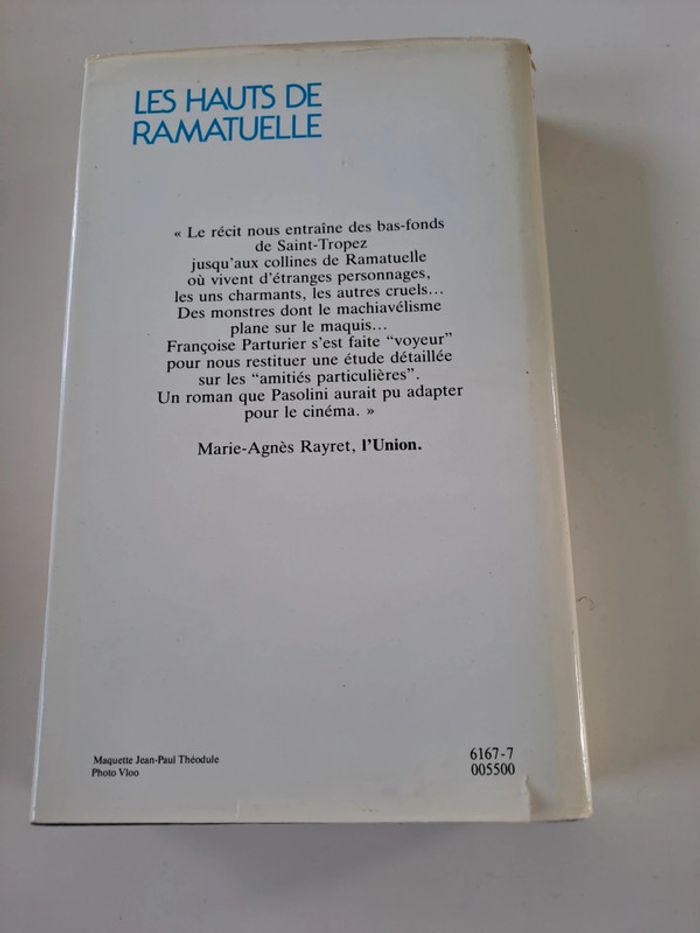 LES HAUTS DE
RAMATUELLE
« Le récit nous entraîne des bas-fonds
de Saint-Tropez
jusqu'aux collines de Ramatuelle
où vivent d'étranges personnages,
les uns charmants, les autres cruels...
Des monstres dont le machiavélisme
plane sur le maquis...
Françoise Parturier s'est faite “voyeur”
pour nous restituer une étude détaillée
sur les “amitiés particulières”.
Un roman que Pasolini aurait pu adapter
pour le cinéma. »
Marie-Agnès Rayret, l'Union.
Maquette Jean-Paul Théodule
Photo Vloo
6167-7
005500